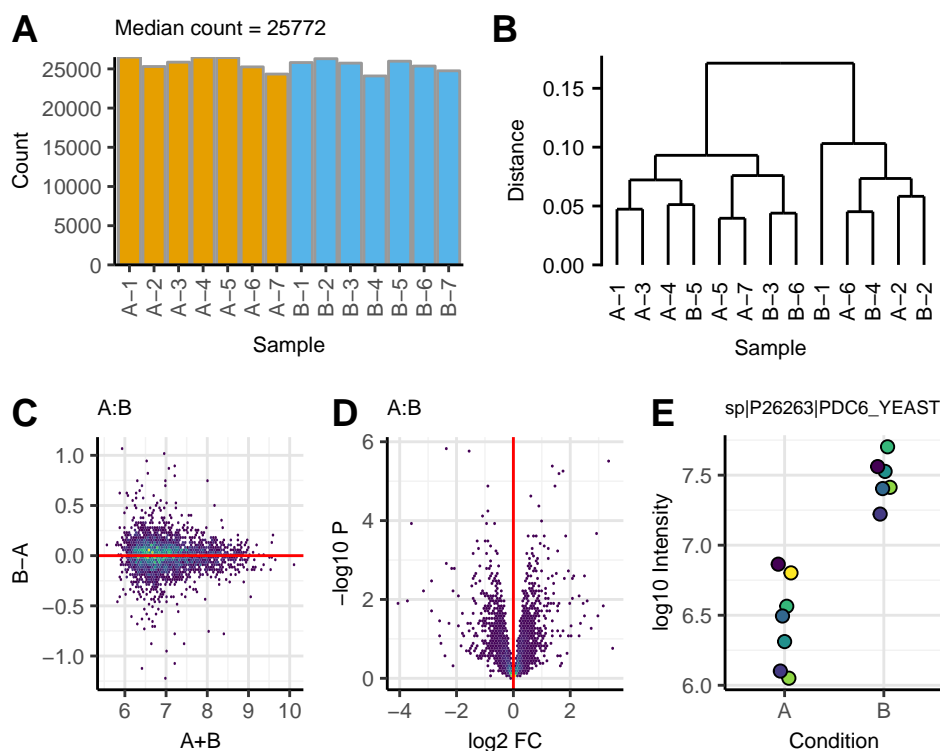 A
Median count = 25772
25000
20000
15000
10000
5000
0
Count
A−1 A−2 A−3 A−4 A−5 A−6 A−7 B−1 B−2 B−3 B−4 B−5 B−6 B−7
Sample
B
0.15
0.10
0.05
0.00
Distance
A−1 A−3 A−4 B−5 A−5 A−7 B−3 B−6 B−1 A−6 B−4 A−2 B−2
Sample
C
A:B
1.0
0.5
0.0
−0.5
−1.0
B−A
6 7 8 9 10
A+B
D
A:B
6
4
2
0
−log10 P
−4 −2 0 2
log2 FC
E
sp|P26263|PDC6_YEAST
7.5
7.0
6.5
6.0
log10 Intensity
A B
Condition